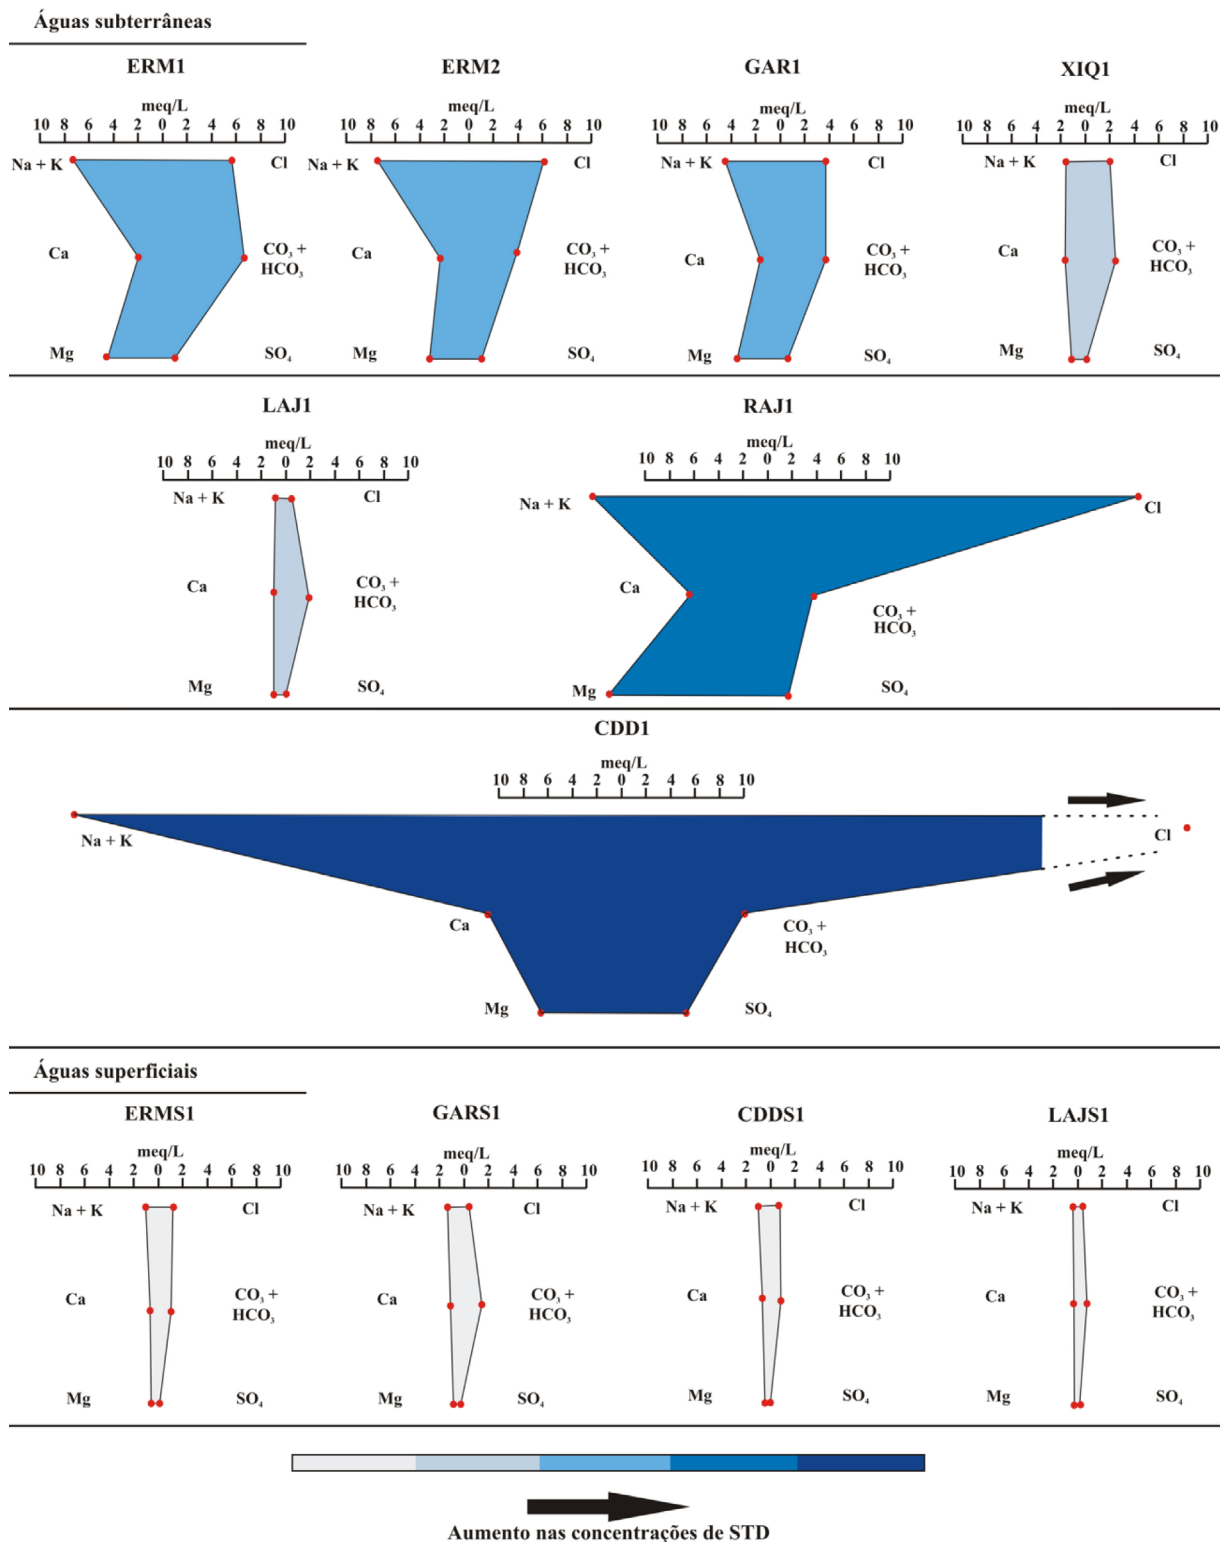 Águas subterrâneas
ERM1 ERM2 GAR1 XIQ1
meq/L meq/L meq/L meq/L
10 8 6 4 2 0 2 4 6 8 10 10 8 6 4 2 0 2 4 6 8 10 10 8 6 4 2 0 2 4 6 8 10 10 8 6 4 2 0 2 4 6 8 10
Na + K Cl Na + K Cl Na + K Cl Na + K Cl
Ca CO₃ + Ca CO₃ + Ca CO₃ + Ca CO₃ +
HCO₃ HCO₃ HCO₃ HCO₃
Mg SO₄ Mg SO₄ Mg SO₄ Mg SO₄
LAJ1 RAJ1
meq/L meq/L
10 8 6 4 2 0 2 4 6 8 10 10 8 6 4 2 0 2 4 6 8 10
Na + K Cl Na + K Cl
Ca CO₃ + Ca CO₃ +
HCO₃ HCO₃
Mg SO₄ Mg SO₄
CDD1
meq/L
10 8 6 4 2 0 2 4 6 8 10
Na + K Cl
Ca CO₃ +
HCO₃
Mg SO₄
Águas superficiais
ERMS1 GARS1 CDDS1 LAJS1
meq/L meq/L meq/L meq/L
10 8 6 4 2 0 2 4 6 8 10 10 8 6 4 2 0 2 4 6 8 10 10 8 6 4 2 0 2 4 6 8 10 10 8 6 4 2 0 2 4 6 8 10
Na + K Cl Na + K Cl Na + K Cl Na + K Cl
Ca CO₃ + Ca CO₃ + Ca CO₃ + Ca CO₃ +
HCO₃ HCO₃ HCO₃ HCO₃
Mg SO₄ Mg SO₄ Mg SO₄ Mg SO₄
Aumento nas concentrações de STD